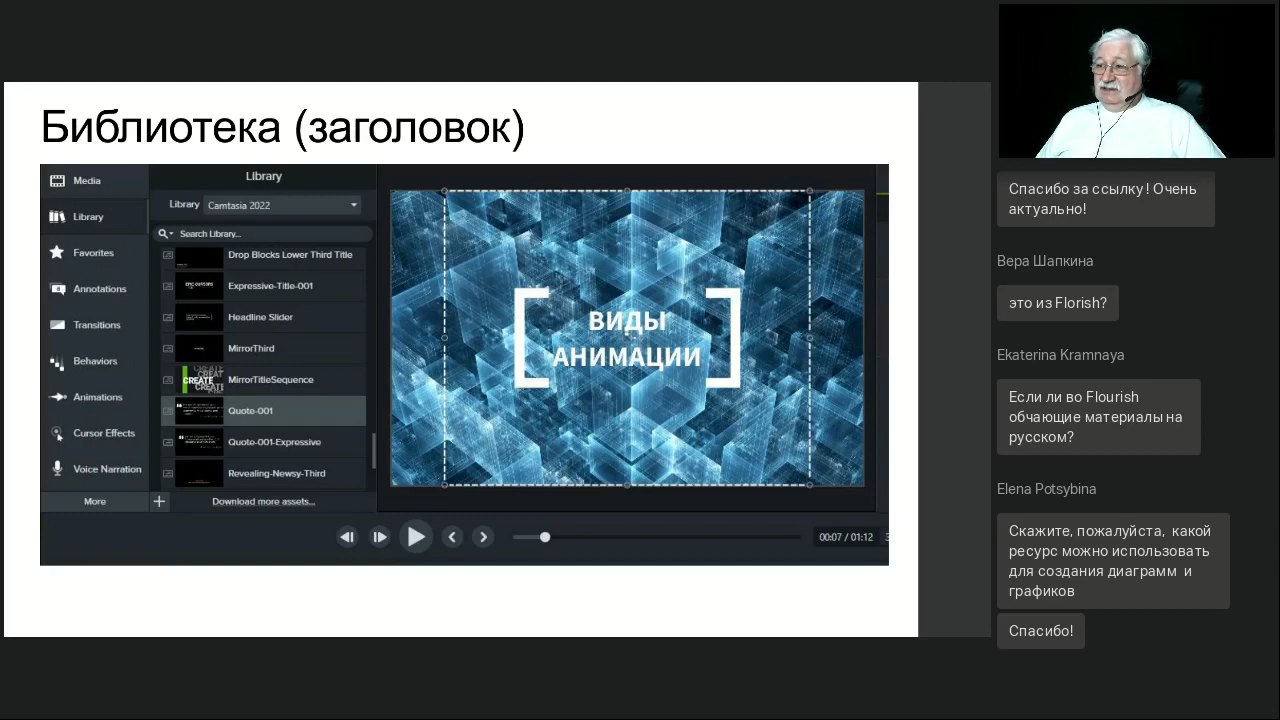 Библиотека (заголовок)
Media
Library
Favorites
Annotations
Transitions
Behaviors
Animations
Cursor Effects
Voice Narration
More
Library
Library
Camtasia 2022
Search Library...
Drop Blocks Lower Third Title
Expressive-Title-001
Headline Slider
MirrorThird
CREATE
MirrorTitleSequence
Quote-001
Quote-001-Expressive
Revealing-Newsy-Third
Download more assets...
ВИДЫ
АНИМАЦИИ
00:07 / 01:12
Спасибо за ссылку! Очень
актуально!
Вера Шапкина
это из Florish?
Ekaterina Kramnaya
Если ли во Flourish
обчающие материалы на
русском?
Elena Potsybina
Скажите, пожалуйста, какой
ресурс можно использовать
для создания диаграмм и
графиков
Спасибо!